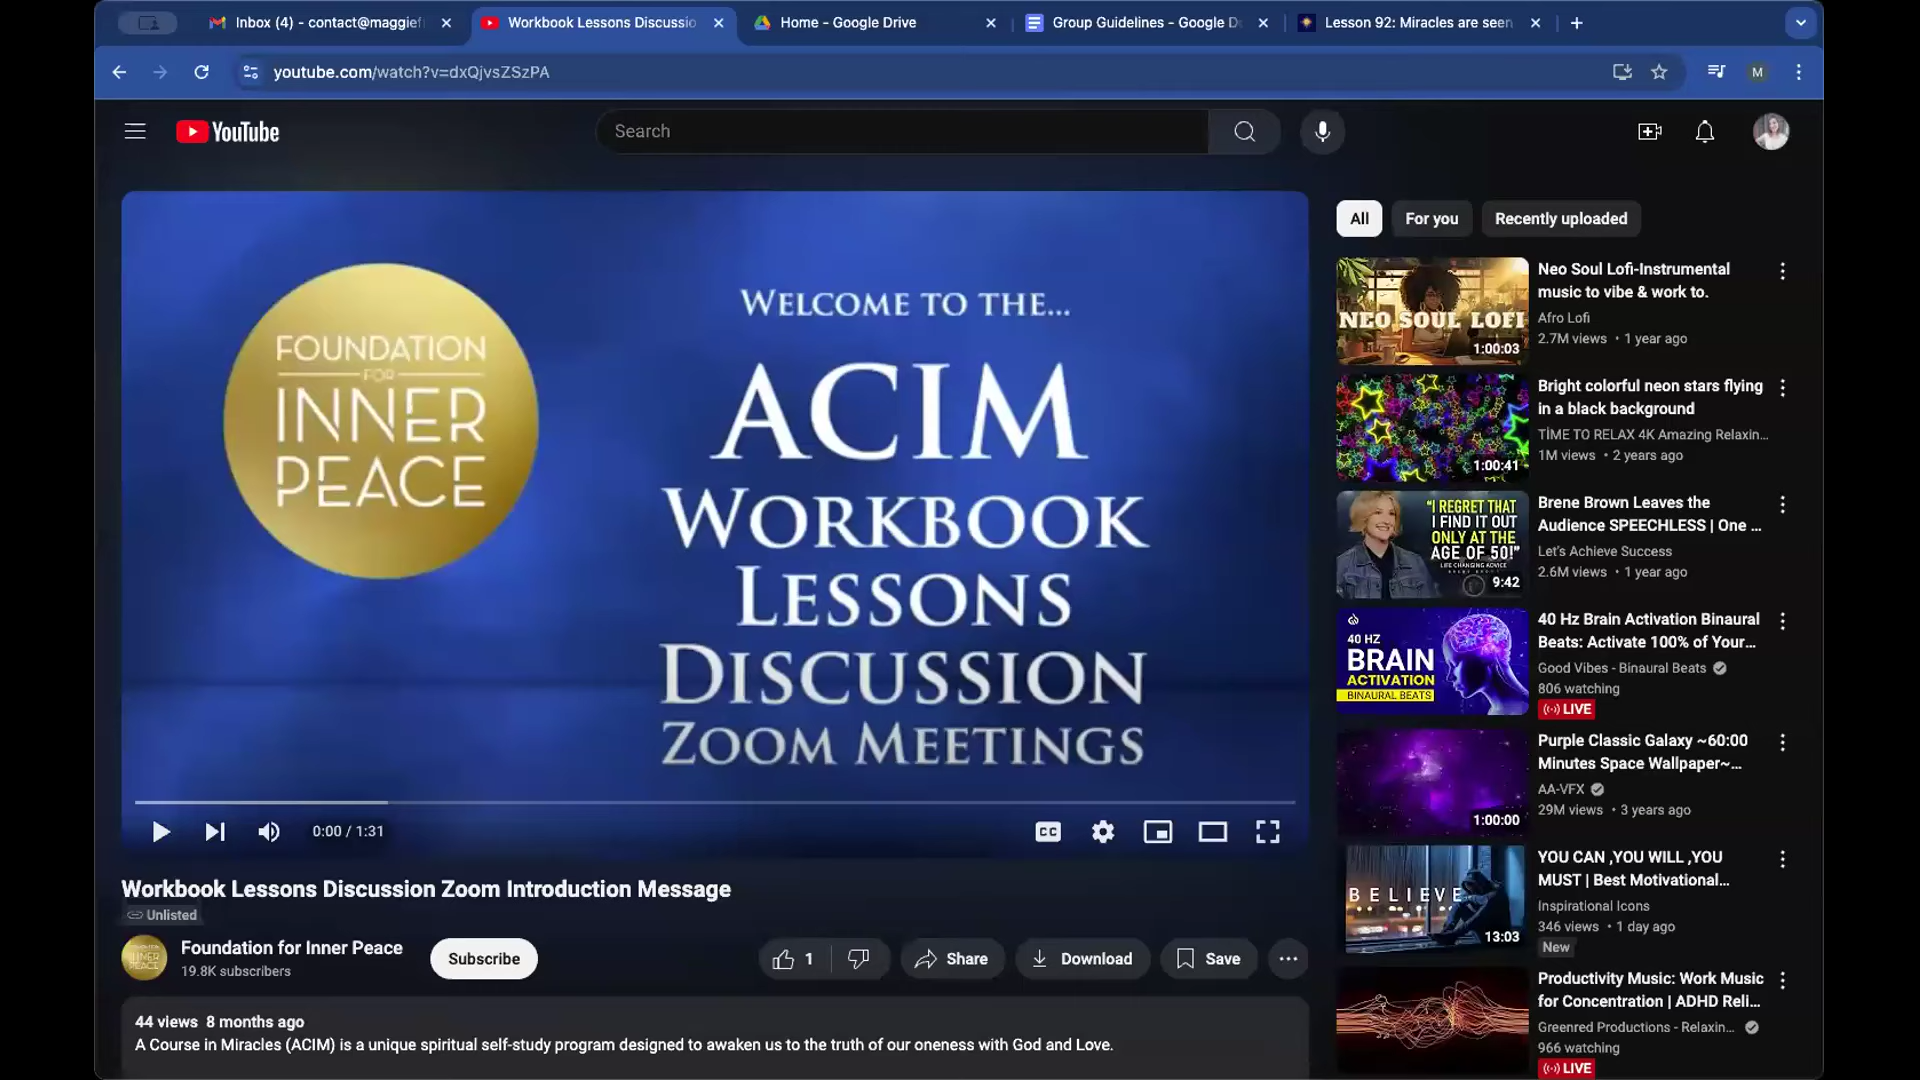 Inbox (4) - contact@maggief
Workbook Lessons Discussio
Home - Google Drive
Group Guidelines - Google D
Lesson 92: Miracles are seen
youtube.com/watch?v=dxQjvsZSzPA
M
YouTube
Search
FOUNDATION
FOR
INNER
PEACE
WELCOME TO THE...
ACIM
WORKBOOK
LESSONS
DISCUSSION
ZOOM MEETINGS
0:00 / 1:31
CC
Workbook Lessons Discussion Zoom Introduction Message
Unlisted
Foundation for Inner Peace
19.8K subscribers
Subscribe
1
Share
Download
Save
44 views 8 months ago
A Course in Miracles (ACIM) is a unique spiritual self-study program designed to awaken us to the truth of our oneness with God and Love.
All
For you
Recently uploaded
NEO SOUL LOFI
1:00:03
Neo Soul Lofi-Instrumental
music to vibe & work to.
Afro Lofi
2.7M views • 1 year ago
1:00:41
Bright colorful neon stars flying
in a black background
TİME TO RELAX 4K Amazing Relaxin...
1M views • 2 years ago
"I REGRET THAT
I FIND IT OUT
ONLY AT THE
AGE OF 50!"
LIFE CHANGING ADVICE
9:42
Brene Brown Leaves the
Audience SPEECHLESS | One ...
Let's Achieve Success
2.6M views • 1 year ago
40 HZ
BRAIN
ACTIVATION
BINAURAL BEATS
40 Hz Brain Activation Binaural
Beats: Activate 100% of Your...
Good Vibes - Binaural Beats
806 watching
LIVE
1:00:00
Purple Classic Galaxy ~60:00
Minutes Space Wallpaper~...
AA-VFX
29M views • 3 years ago
BELIEVE
13:03
YOU CAN ,YOU WILL ,YOU
MUST | Best Motivational...
Inspirational Icons
346 views • 1 day ago
New
Productivity Music: Work Music
for Concentration | ADHD Reli...
Greenred Productions - Relaxin...
966 watching
LIVE